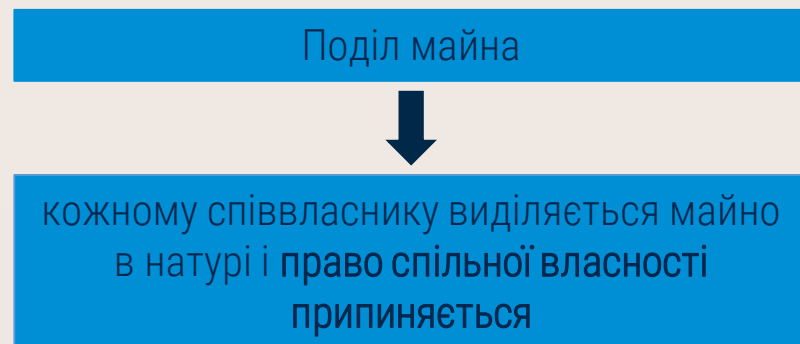 Поділ майна
кожному співвласнику виділяється майно
в натурі і право спільної власності
припиняється